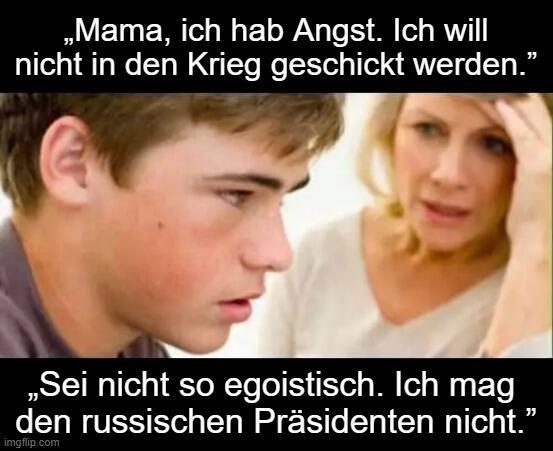 „Mama, ich hab Angst. Ich will
nicht in den Krieg geschickt werden.”
„Sei nicht so egoistisch. Ich mag
den russischen Präsidenten nicht.”
imgflip.com